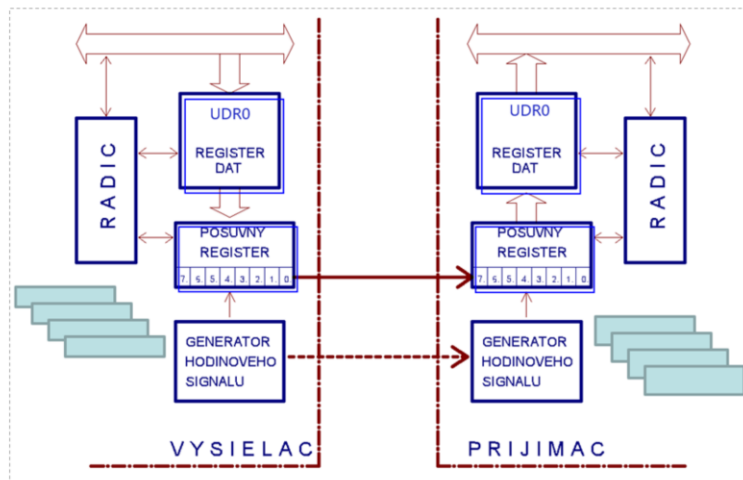 UDR0
REGISTER
DAT
RADIC
POSUVNY
REGISTER
7. 6. 5. 4. 3. 2. 1. 0.
GENERATOR
HODINOVEHO
SIGNALU
VYSIELAC
UDR0
REGISTER
DAT
RADIC
POSUVNY
REGISTER
7. 6. 5. 4. 3. 2. 1. 0.
GENERATOR
HODINOVEHO
SIGNALU
PRIJIMAC